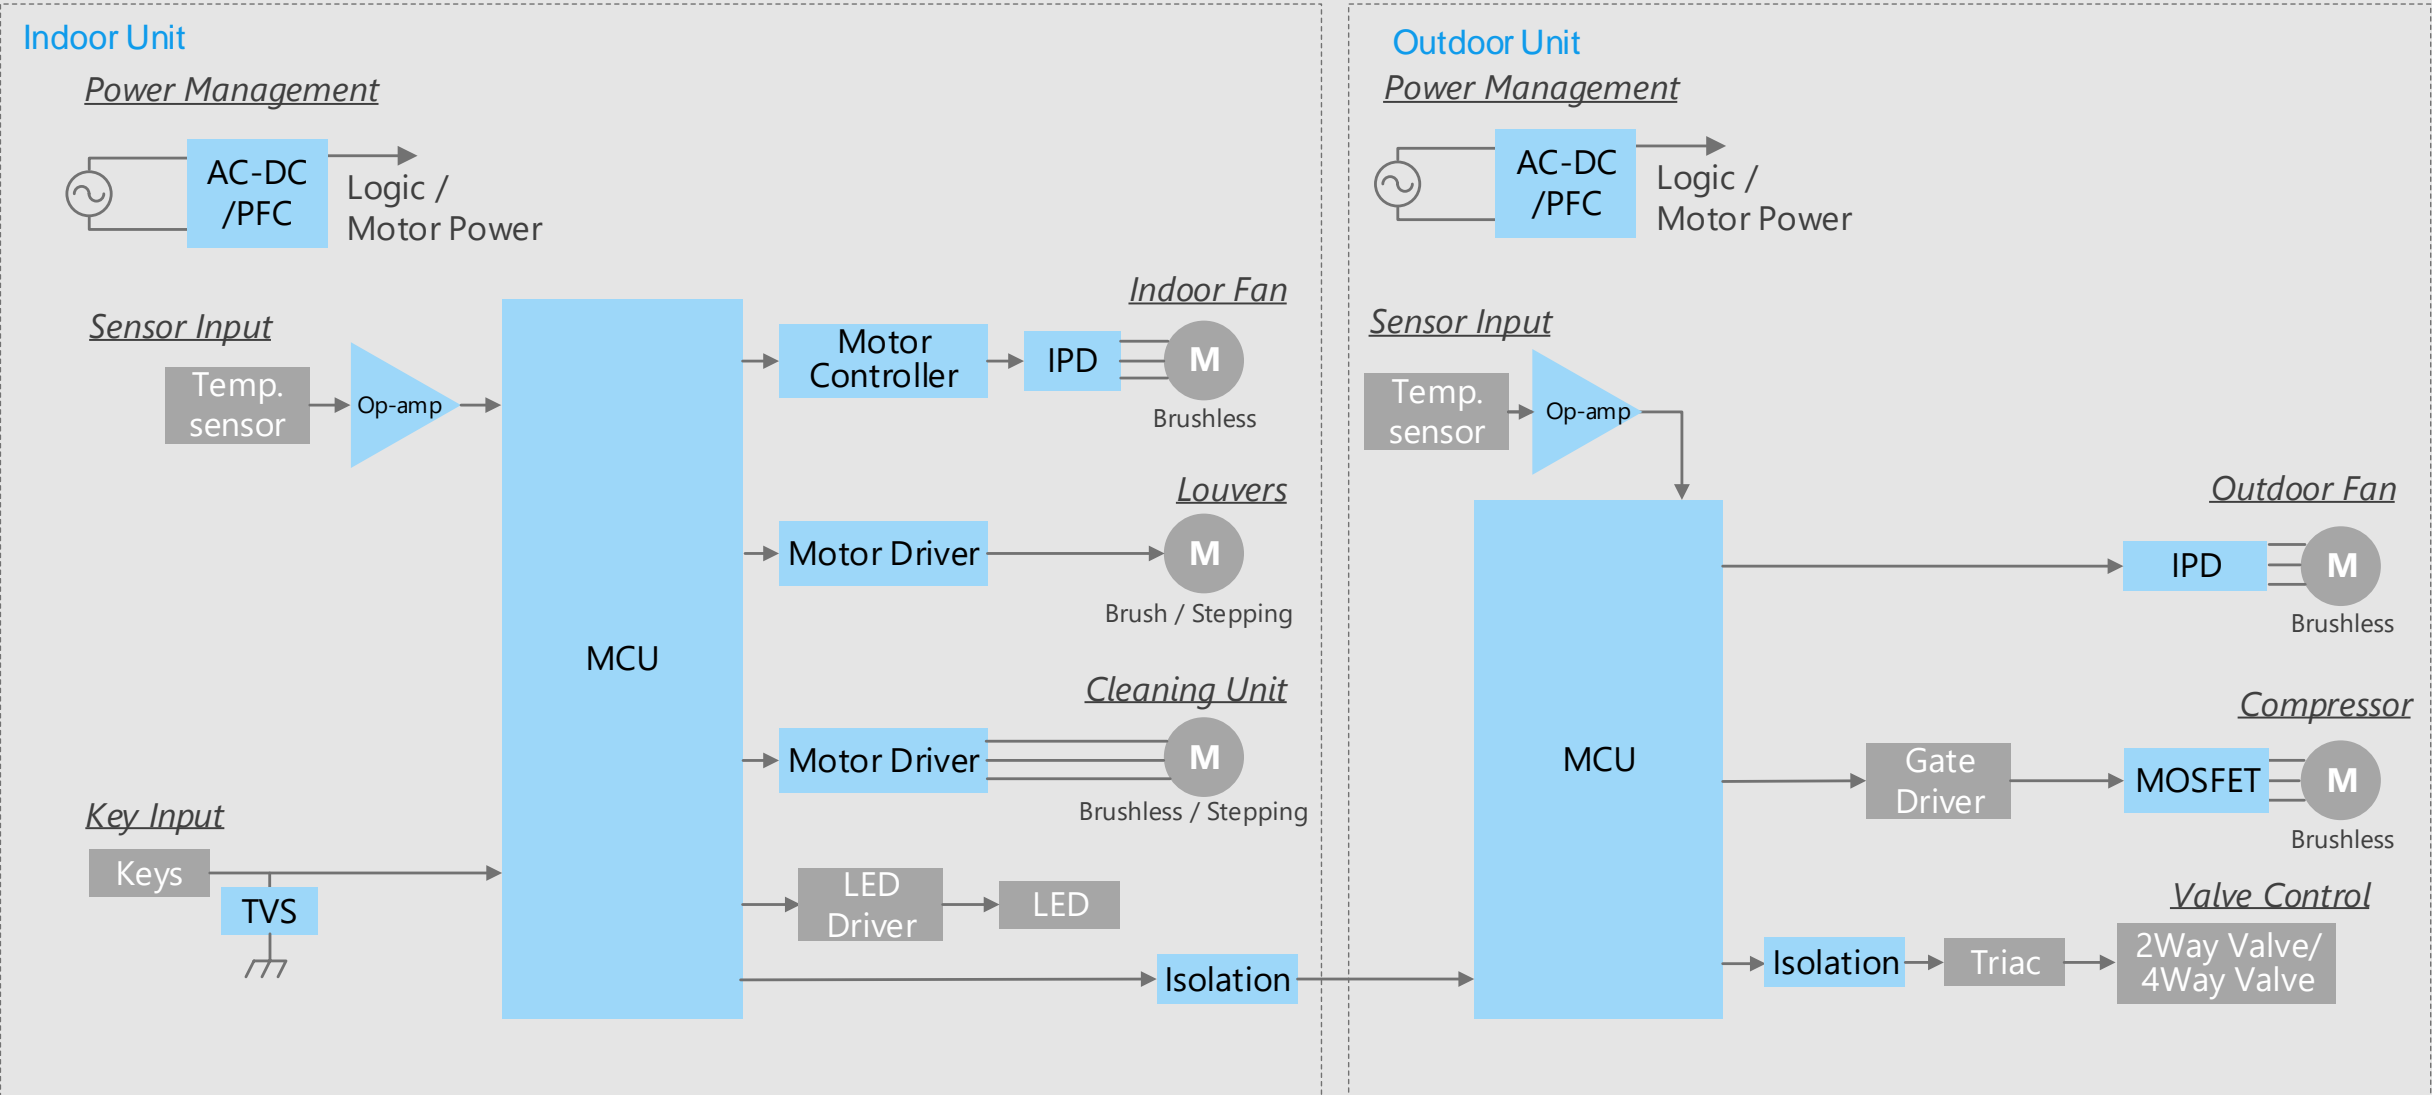 Indoor Unit
Power Management
AC-DC
/PFC
Logic /
Motor Power
Sensor Input
Temp.
sensor
Op-amp
Key Input
Keys
TVS
MCU
Indoor Fan
Motor
Controller
IPD
M
Brushless
Louvers
Motor Driver
M
Brush / Stepping
Cleaning Unit
Motor Driver
M
Brushless / Stepping
LED
Driver
LED
Isolation
Outdoor Unit
Power Management
AC-DC
/PFC
Logic /
Motor Power
Sensor Input
Temp.
sensor
Op-amp
MCU
Outdoor Fan
IPD
M
Brushless
Compressor
Gate
Driver
MOSFET
M
Brushless
Valve Control
Isolation
Triac
2Way Valve/
4Way Valve